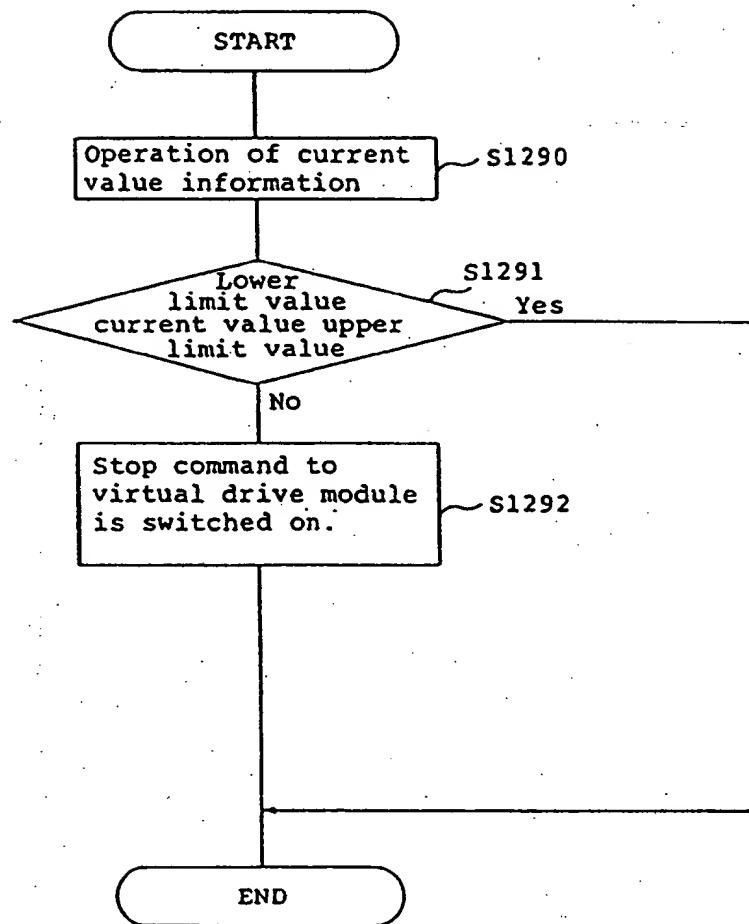 START
Operation of current
value information
S1290
Lower
limit value
current value upper
limit value
S1291
Yes
No
Stop command to
virtual drive module
is switched on.
S1292
END